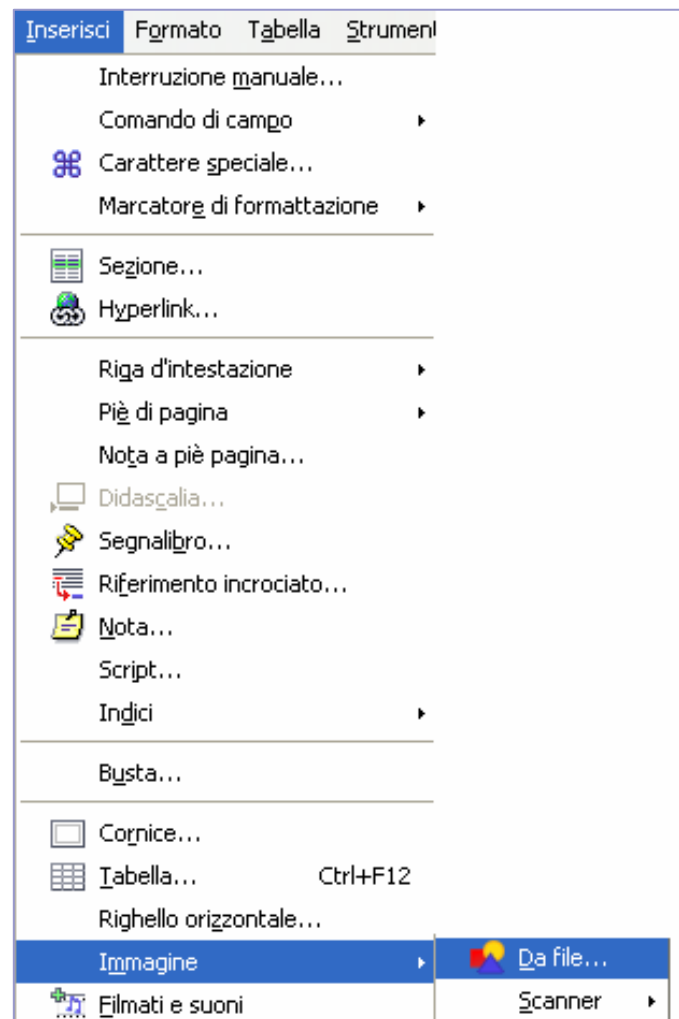 Inserisci Formato Tabella Strumen
Interruzione manuale...
Comando di campo
Carattere speciale...
Marcatore di formattazione
Sezione...
Hyperlink...
Riga d'intestazione
Piè di pagina
Nota a piè pagina...
Didascalia...
Segnalibro...
Riferimento incrociato...
Nota...
Script...
Indici
Busta...
Cornice...
Tabella... Ctrl+F12
Righello orizzontale...
Immagine Da file...
Filmati e suoni Scanner